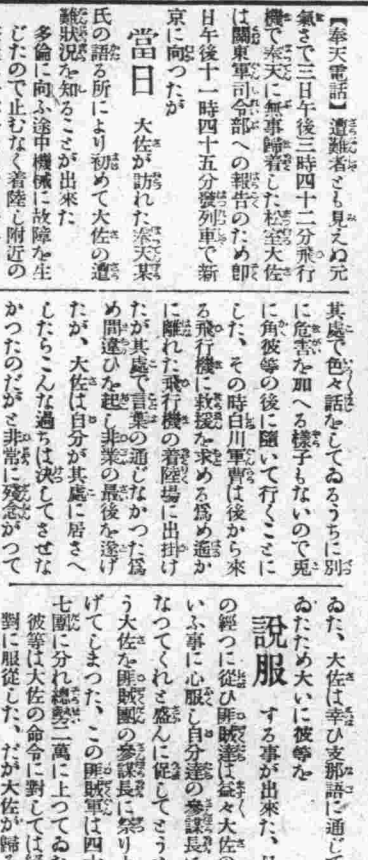 【奉天電話】遭難者とも見えぬ元
氣さで三日午後三時四十二分飛行
機で奉天に無事歸着した松室大佐
は關東軍司令部への報告のため卽
日午後十一時四十五分發列車で新
京に向つたが
當日 大佐が訪れた奉天某
氏の語る所により初めて大佐の遭
難狀況を知ることが出來た
多倫に向ふ途中機械に故障を生
じたので止むなく着陸し附近の
其處で色々話をしてゐるうちに別
に危害を加へる樣子もないので兎
に角彼等の後に隨いて行くことに
した、その時白川軍曹は後から來
る飛行機に救援を求める爲め遙か
に離れた飛行機の着陸場に出掛け
たが其處で言葉の通じなかつた爲
め間違ひを起し非業の最後を遂げ
たが、大佐は自分が其處に居さへ
したらこんな過ちは決してさせな
かつたのだがと非常に殘念がつて
ゐた、大佐は幸ひ支那語に通じて
ゐたため大いに彼等を
說服 する事が出來た、
の經つに從ひ匪賊達は益々大佐の
いふ事に心服し自分達の參謀長に
なつてくれと盛んに促してとう
う大佐を匪賊團の參謀長に祭り
げてしまつた、この匪賊軍は四
七團に分れ總勢二萬に上つてゐ
彼等は大佐の命令に對しては
對に服從した、だが大佐が歸